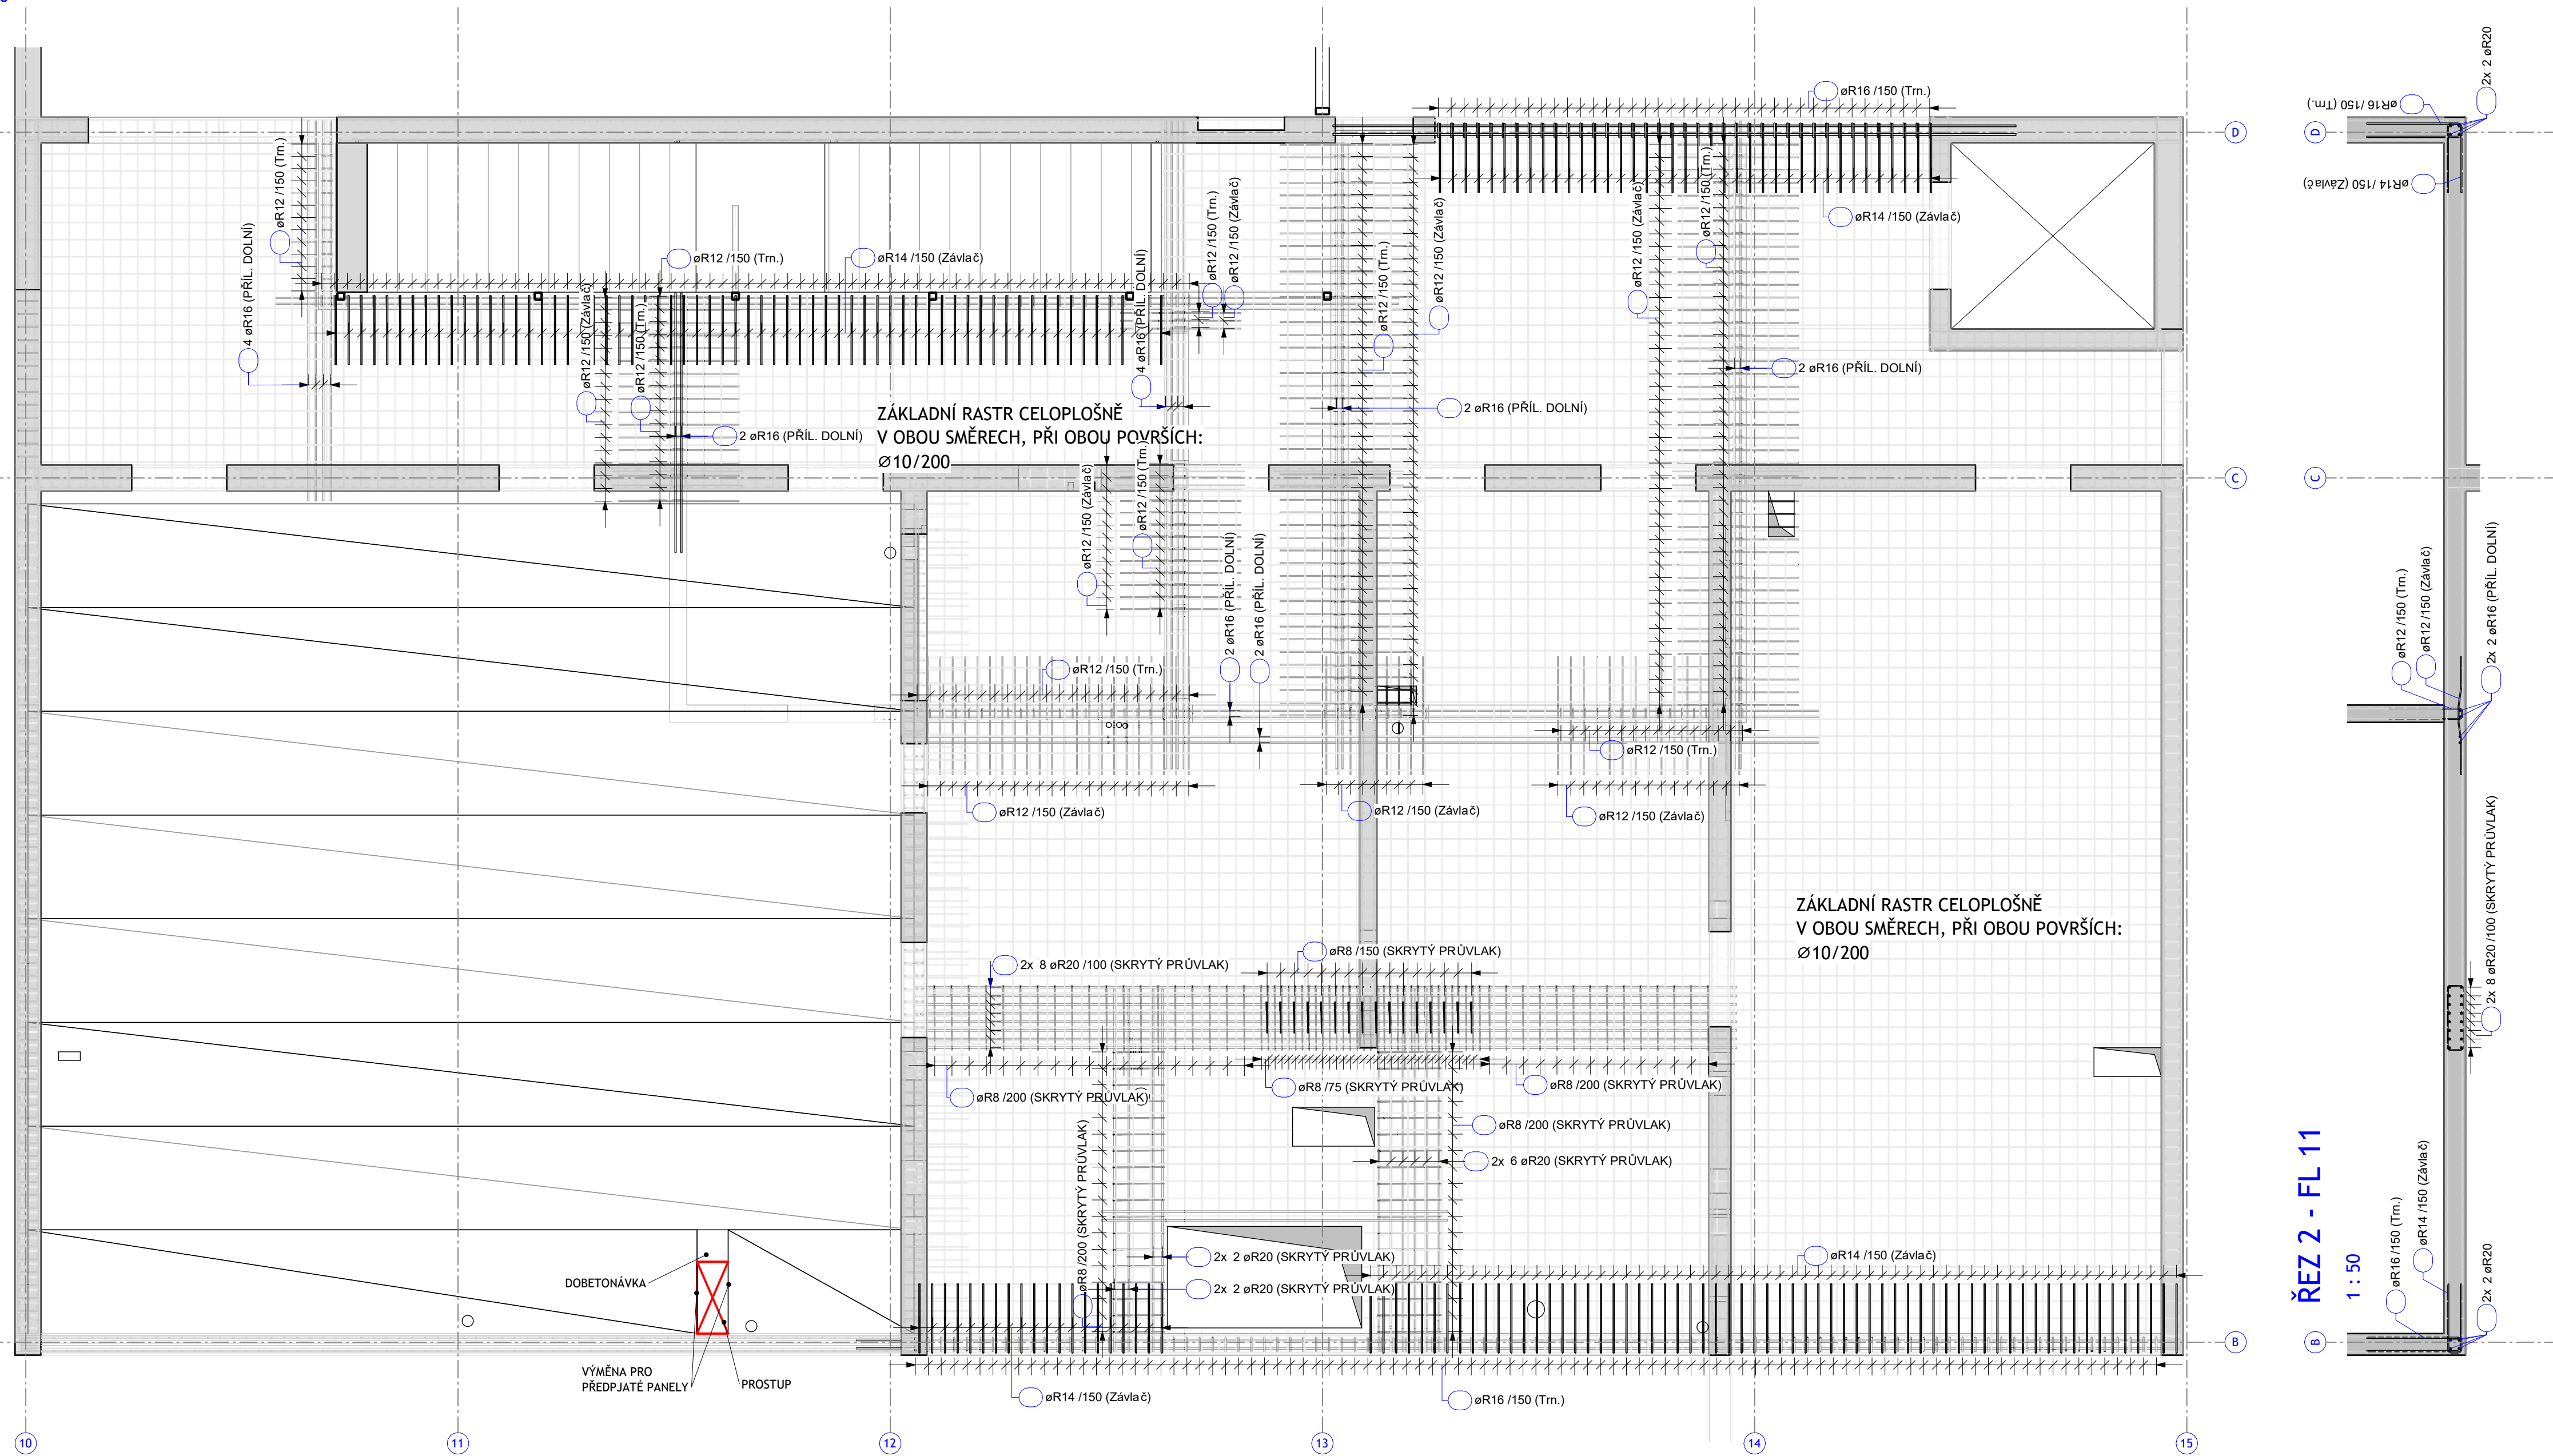 øR16 /150 (Trn.)
D
øR14 /150 (Závlač)
øR12 /150 (Trn.)
4 øR16 (PŘÍL. DOLNÍ)
øR12 /150 (Trn.)
øR14 /150 (Závlač)
øR12 /150 (Závlač)
øR12 /150 (Trn.)
2 øR16 (PŘÍL. DOLNÍ)
4 øR16 (PŘÍL. DOLNÍ)
øR12 /150 (Trn.)
øR12 /150 (Závlač)
øR12 /150 (Trn.)
øR12 /150 (Závlač)
2 øR16 (PŘÍL. DOLNÍ)
øR12 /150 (Závlač)
øR12 /150 (Trn.)
2 øR16 (PŘÍL. DOLNÍ)
ZÁKLADNÍ RASTR CELOPLOŠNĚ
V OBOU SMĚRECH, PŘI OBOU POVRŠÍCH:
∅10/200
C
øR12 /150 (Závlač)
øR12 /150 (Trn.)
2 øR16 (PŘÍL. DOLNÍ)
2 øR16 (PŘÍL. DOLNÍ)
øR12 /150 (Trn.)
øR12 /150 (Trn.)
øR12 /150 (Závlač)
øR12 /150 (Závlač)
øR12 /150 (Závlač)
ZÁKLADNÍ RASTR CELOPLOŠNĚ
V OBOU SMĚRECH, PŘI OBOU POVRŠÍCH:
∅10/200
2x 8 øR20 /100 (SKRYTÝ PRŮVLAK)
øR8 /150 (SKRYTÝ PRŮVLAK)
øR8 /200 (SKRYTÝ PRŮVLAK)
øR8 /75 (SKRYTÝ PRŮVLAK)
øR8 /200 (SKRYTÝ PRŮVLAK)
øR8 /200 (SKRYTÝ PRŮVLAK)
øR8 /200 (SKRYTÝ PRŮVLAK)
2x 6 øR20 (SKRYTÝ PRŮVLAK)
2x 2 øR20 (SKRYTÝ PRŮVLAK)
2x 2 øR20 (SKRYTÝ PRŮVLAK)
øR14 /150 (Závlač)
DOBETONÁVKA
B
VÝMĚNA PRO
PŘEDPJATÉ PANELY
PROSTUP
øR14 /150 (Závlač)
øR16 /150 (Trn.)
10
11
12
13
14
15
2x 2 øR20
øR16 /150 (Trn.)
D
øR14 /150 (Závlač)
C
øR12 /150 (Trn.)
øR12 /150 (Závlač)
2x 2 øR16 (PŘÍL. DOLNÍ)
2x 8 øR20 /100 (SKRYTÝ PRŮVLAK)
ŘEZ 2 - FL 11
1 : 50
øR16 /150 (Trn.)
øR14 /150 (Závlač)
2x 2 øR20
B